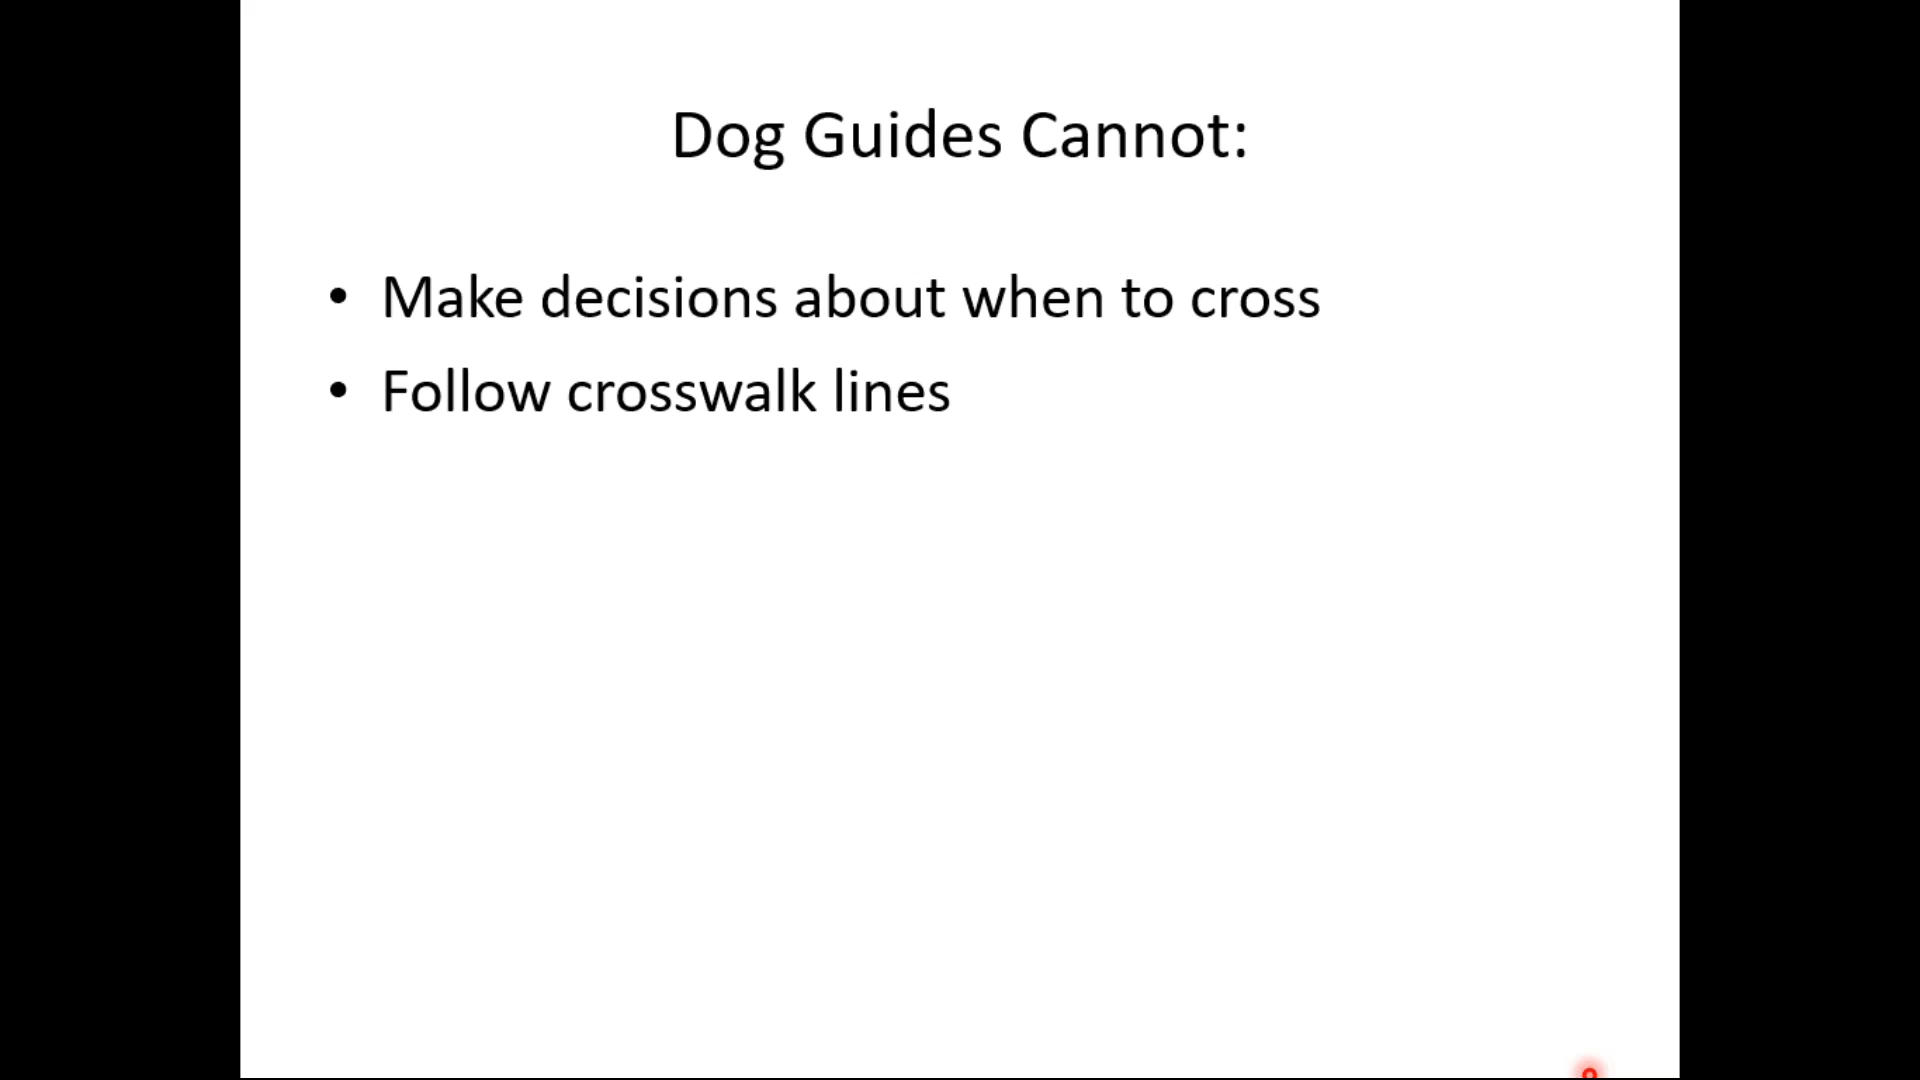 Dog Guides Cannot:
• Make decisions about when to cross
• Follow crosswalk lines